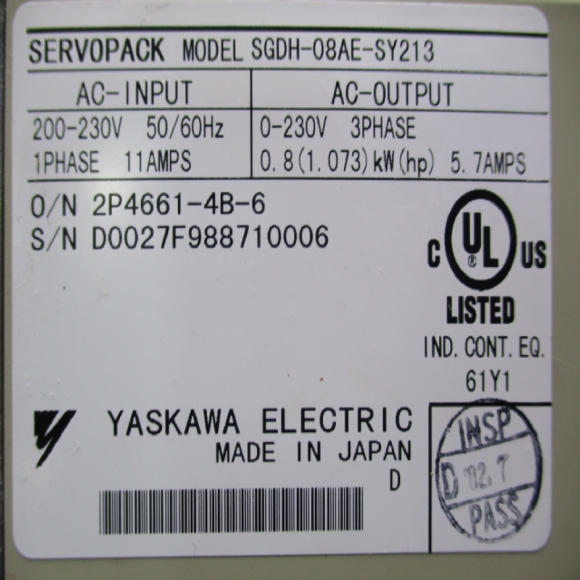 SERVOPACK MODEL SGDH-08AE-SY213
AC-INPUT
AC-OUTPUT
200-230V 50/60Hz
0-230V 3PHASE
1PHASE 11AMPS
0.8(1.073)kW(hp) 5.7AMPS
O/N 2P4661-4B-6
S/N D0027F988710006
C UL US
®
LISTED
IND. CONT. EQ.
61Y1
YASKAWA ELECTRIC
MADE IN JAPAN
D
INSP
D '02.7
PASS